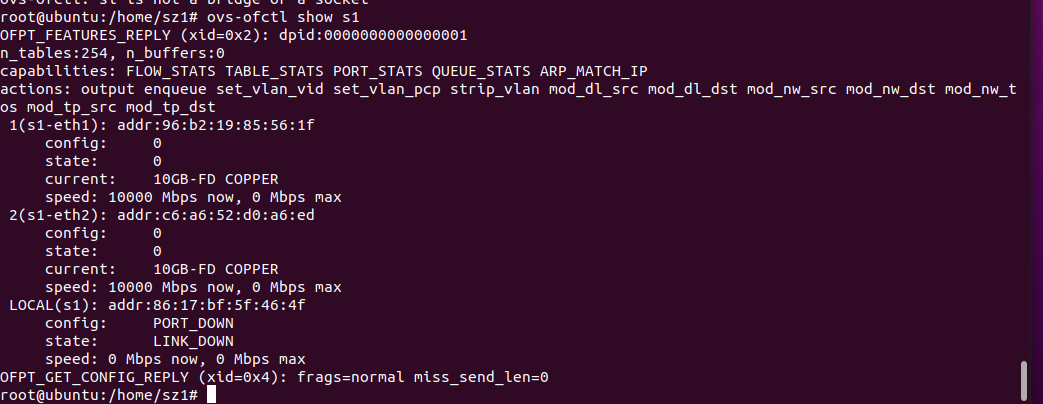 ovs-ofctl: s1 is not a bridge or a socket
root@ubuntu:/home/sz1# ovs-ofctl show s1
OFPT_FEATURES_REPLY (xid=0x2): dpid:0000000000000001
n_tables:254, n_buffers:0
capabilities: FLOW_STATS TABLE_STATS PORT_STATS QUEUE_STATS ARP_MATCH_IP
actions: output enqueue set_vlan_vid set_vlan_pcp strip_vlan mod_dl_src mod_dl_dst mod_nw_src mod_nw_dst mod_nw_t
os mod_tp_src mod_tp_dst
 1(s1-eth1): addr:96:b2:19:85:56:1f
     config:     0
     state:      0
     current:    10GB-FD COPPER
     speed: 10000 Mbps now, 0 Mbps max
 2(s1-eth2): addr:c6:a6:52:d0:a6:ed
     config:     0
     state:      0
     current:    10GB-FD COPPER
     speed: 10000 Mbps now, 0 Mbps max
 LOCAL(s1): addr:86:17:bf:5f:46:4f
     config:     PORT_DOWN
     state:      LINK_DOWN
     speed: 0 Mbps now, 0 Mbps max
OFPT_GET_CONFIG_REPLY (xid=0x4): frags=normal miss_send_len=0
root@ubuntu:/home/sz1#